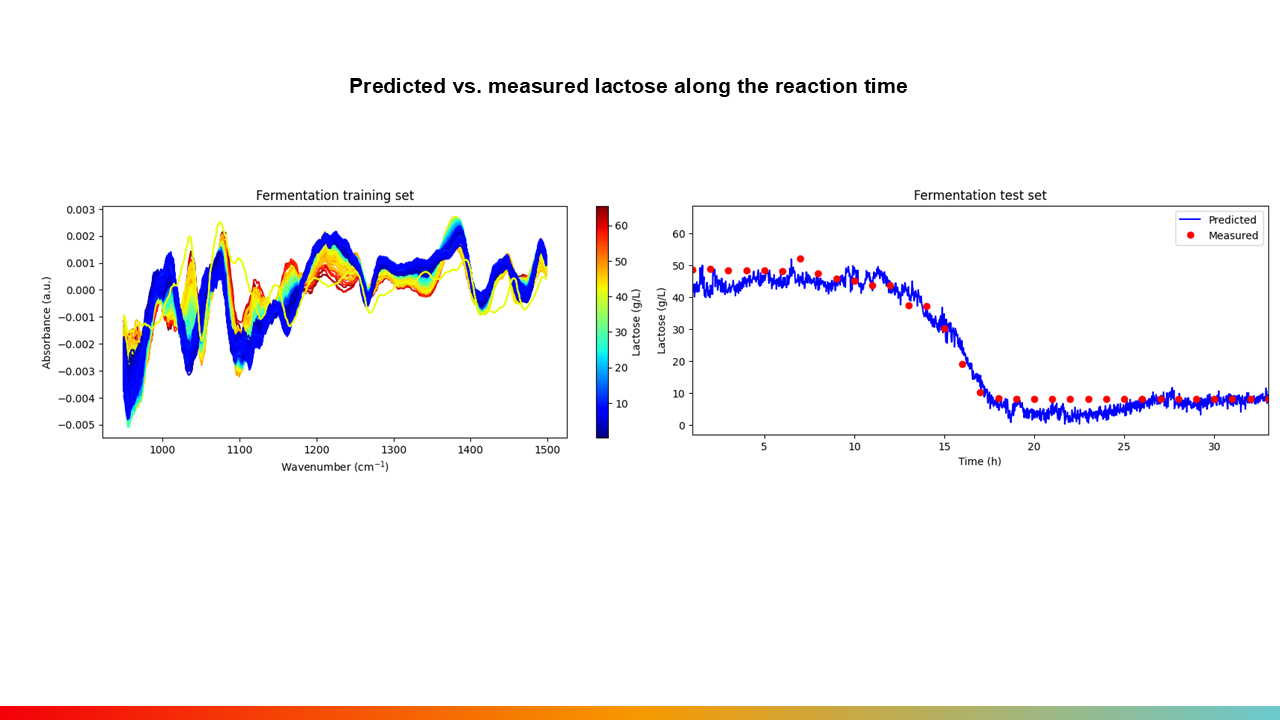 Predicted vs. measured lactose along the reaction time
Fermentation training set
0.003
0.002
0.001
0.000
−0.001
−0.002
−0.003
−0.004
−0.005
Absorbance (a.u.)
1000 1100 1200 1300 1400 1500
Wavenumber (cm⁻¹)
60
50
40
30
20
10
Lactose (g/L)
Fermentation test set
Predicted
Measured
60
50
40
30
20
10
0
Lactose (g/L)
5 10 15 20 25 30
Time (h)